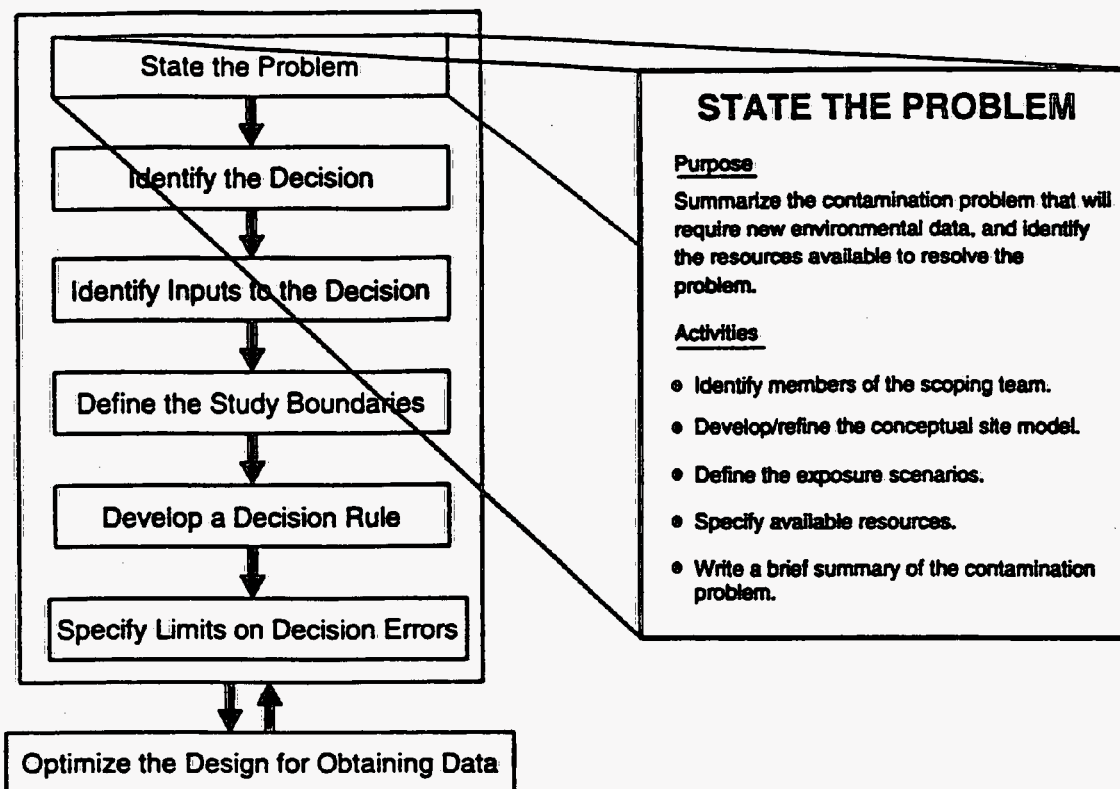 State the Problem
Identify the Decision
Identify Inputs to the Decision
Define the Study Boundaries
Develop a Decision Rule
Specify Limits on Decision Errors
Optimize the Design for Obtaining Data
STATE THE PROBLEM
Purpose
Summarize the contamination problem that will
require new environmental data, and identify
the resources available to resolve the
problem.
Activities
• Identify members of the scoping team.
• Develop/refine the conceptual site model.
• Define the exposure scenarios.
• Specify available resources.
• Write a brief summary of the contamination
problem.